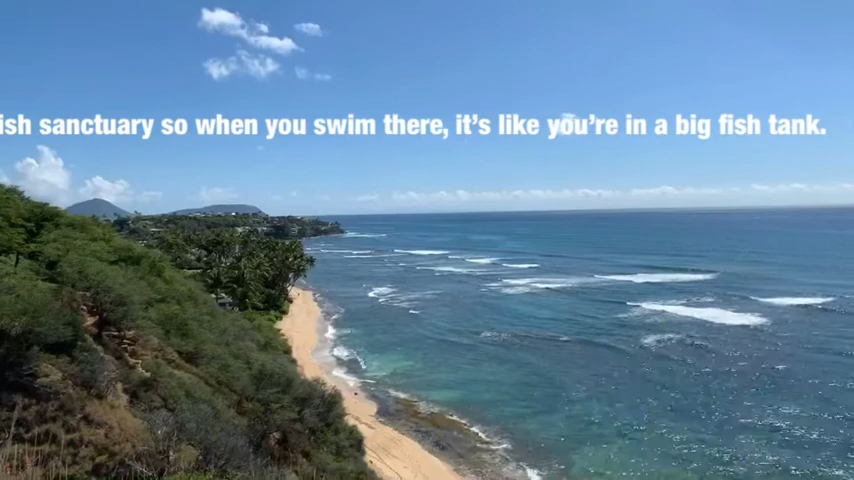 ish sanctuary so when you swim there, it's like you're in a big fish tank.